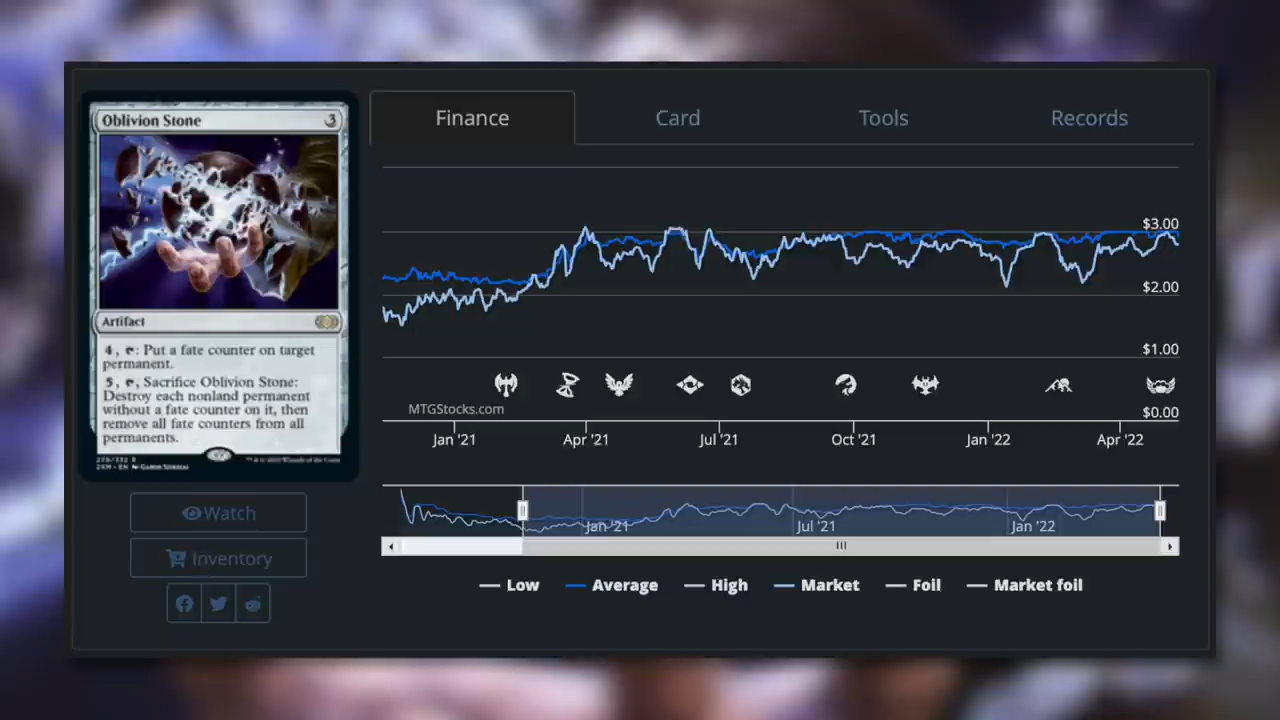 Oblivion Stone 3
Artifact
4, : Put a fate counter on target
permanent.
5, , Sacrifice Oblivion Stone:
Destroy each nonland permanent
without a fate counter on it, then
remove all fate counters from all
permanents.
Watch
Inventory
Finance Card Tools Records
$3.00
$2.00
$1.00
$0.00
MTGStocks.com
Jan '21 Apr '21 Jul '21 Oct '21 Jan '22 Apr '22
Jan '21 Jul '21 Jan '22
Low Average High Market Foil Market foil